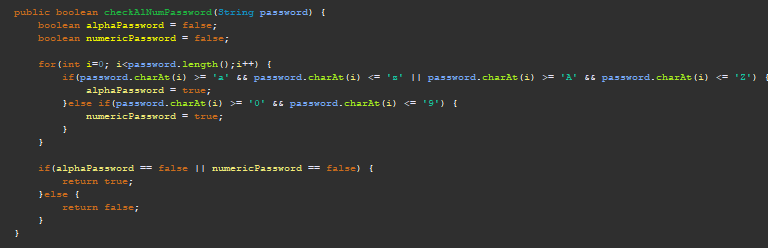 public boolean checkAlNumPassword(String password) {
boolean alphaPassword = false;
boolean numericPassword = false;
for(int i=0; i<password.length();i++) {
if(password.charAt(i) >= 'a' && password.charAt(i) <= 'z' || password.charAt(i) >= 'A' && password.charAt(i) <= 'Z') {
alphaPassword = true;
}else if(password.charAt(i) >= '0' && password.charAt(i) <= '9') {
numericPassword = true;
}
}
if(alphaPassword == false || numericPassword == false) {
return true;
}else {
return false;
}
}